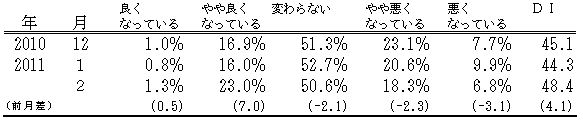 年 月 良くなっている やや良くなっている 変わらない やや悪くなっている 悪くなっている ＤＩ
2010 12 1.0% 16.9% 51.3% 23.1% 7.7% 45.1
2011 1 0.8% 16.0% 52.7% 20.6% 9.9% 44.3
2 1.3% 23.0% 50.6% 18.3% 6.8% 48.4
(前月差) (0.5) (7.0) (-2.1) (-2.3) (-3.1) (4.1)